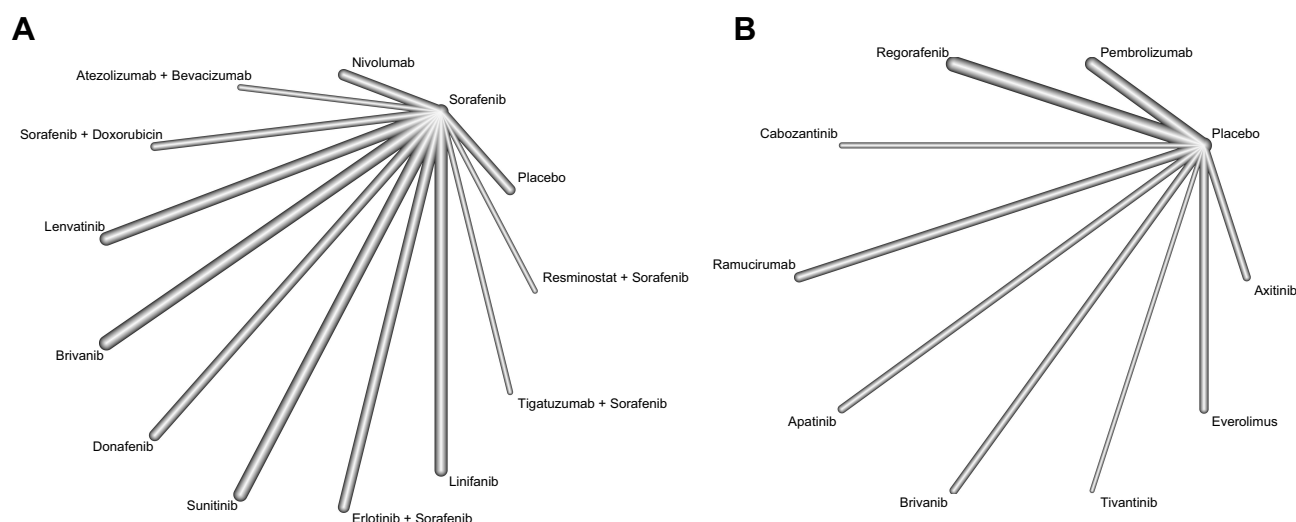 A
Nivolumab
Atezolizumab + Bevacizumab
Sorafenib
Sorafenib + Doxorubicin
Placebo
Lenvatinib
Resminostat + Sorafenib
Brivanib
Tigatuzumab + Sorafenib
Donafenib
Linifanib
Sunitinib
Erlotinib + Sorafenib
B
Regorafenib
Pembrolizumab
Cabozantinib
Placebo
Ramucirumab
Axitinib
Apatinib
Everolimus
Brivanib
Tivantinib